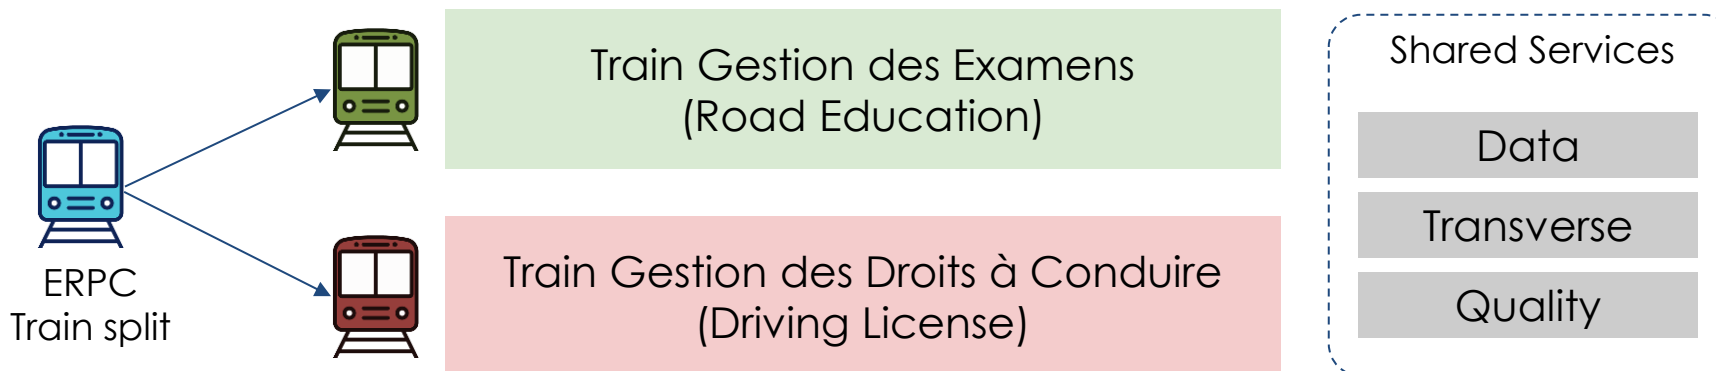 ERPC
Train split
Train Gestion des Examens
(Road Education)
Train Gestion des Droits à Conduire
(Driving License)
Shared Services
Data
Transverse
Quality